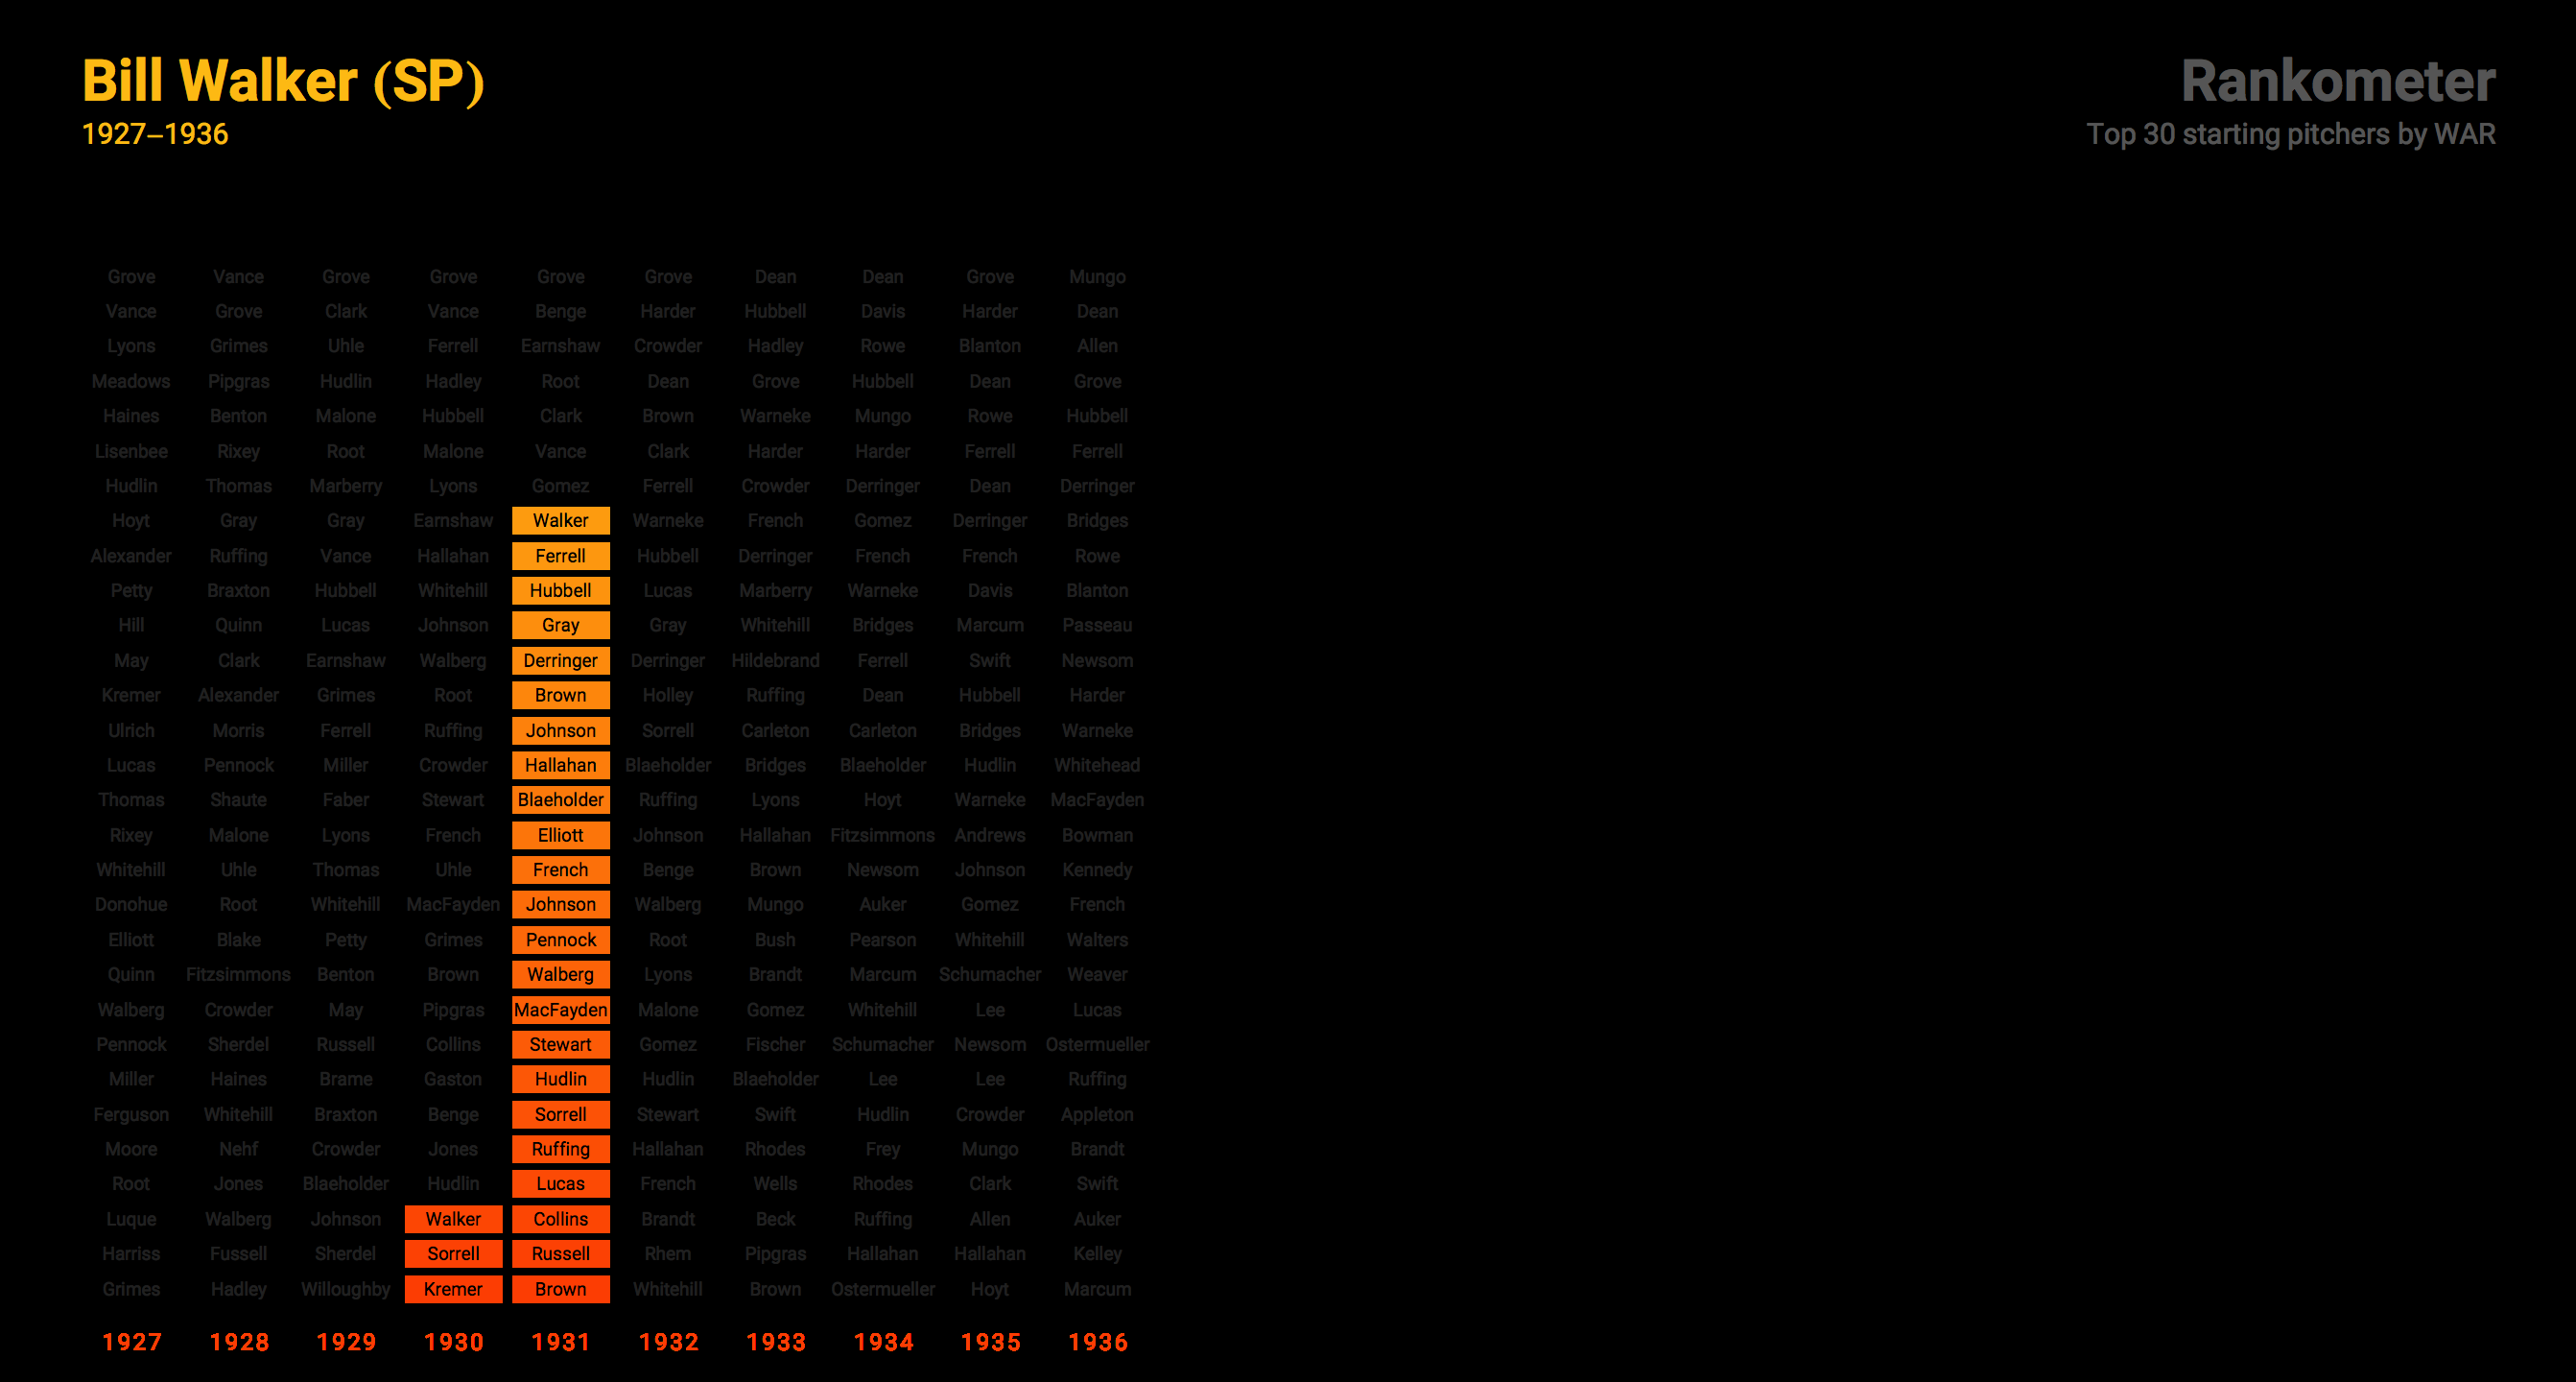 Bill Walker (SP)
1927–1936
Rankometer
Top 30 starting pitchers by WAR
Grove Vance Grove Grove Grove Grove Dean Dean Grove Mungo
Vance Grove Clark Vance Benge Harder Hubbell Davis Harder Dean
Lyons Grimes Uhle Ferrell Earnshaw Crowder Hadley Rowe Blanton Allen
Meadows Pipgras Hudlin Hadley Root Dean Grove Hubbell Dean Grove
Haines Benton Malone Hubbell Clark Brown Warneke Mungo Rowe Hubbell
Lisenbee Rixey Root Malone Vance Clark Harder Harder Ferrell Ferrell
Hudlin Thomas Marberry Lyons Gomez Ferrell Crowder Derringer Dean Derringer
Hoyt Gray Gray Earnshaw Walker Warneke French Gomez Derringer Bridges
Alexander Ruffing Vance Hallahan Ferrell Hubbell Derringer French French Rowe
Petty Braxton Hubbell Whitehill Hubbell Lucas Marberry Warneke Davis Blanton
Hill Quinn Lucas Johnson Gray Gray Whitehill Bridges Marcum Passeau
May Clark Earnshaw Walberg Derringer Derringer Hildebrand Ferrell Swift Newsom
Kremer Alexander Grimes Root Brown Holley Ruffing Dean Hubbell Harder
Ulrich Morris Ferrell Ruffing Johnson Sorrell Carleton Carleton Bridges Warneke
Lucas Pennock Miller Crowder Hallahan Blaeholder Bridges Blaeholder Hudlin Whitehead
Thomas Shaute Faber Stewart Blaeholder Ruffing Lyons Hoyt Warneke MacFayden
Rixey Malone Lyons French Elliott Johnson Hallahan Fitzsimmons Andrews Bowman
Whitehill Uhle Thomas Uhle French Benge Brown Newsom Johnson Kennedy
Donohue Root Whitehill MacFayden Johnson Walberg Mungo Auker Gomez French
Elliott Blake Petty Grimes Pennock Root Bush Pearson Whitehill Walters
Quinn Fitzsimmons Benton Brown Walberg Lyons Brandt Marcum Schumacher Weaver
Walberg Crowder May Pipgras MacFayden Malone Gomez Whitehill Lee Lucas
Pennock Sherdel Russell Collins Stewart Gomez Fischer Schumacher Newsom Ostermueller
Miller Haines Brame Gaston Hudlin Hudlin Blaeholder Lee Lee Ruffing
Ferguson Whitehill Braxton Benge Sorrell Stewart Swift Hudlin Crowder Appleton
Moore Nehf Crowder Jones Ruffing Hallahan Rhodes Frey Mungo Brandt
Root Jones Blaeholder Hudlin Lucas French Wells Rhodes Clark Swift
Luque Walberg Johnson Walker Collins Brandt Beck Ruffing Allen Auker
Harriss Fussell Sherdel Sorrell Russell Rhem Pipgras Hallahan Hallahan Kelley
Grimes Hadley Willoughby Kremer Brown Whitehill Brown Ostermueller Hoyt Marcum
1927 1928 1929 1930 1931 1932 1933 1934 1935 1936